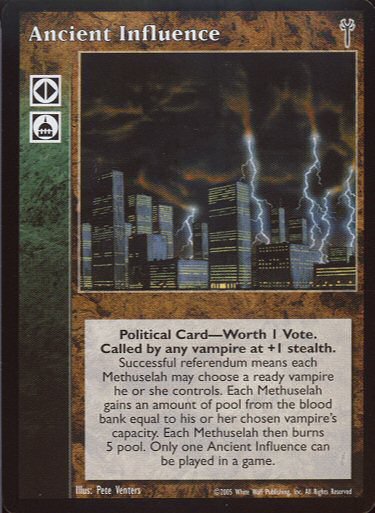 Ancient Influence
Political Card—Worth 1 Vote.
Called by any vampire at +1 stealth.
Successful referendum means each
Methuselah may choose a ready vampire
he or she controls. Each Methuselah
gains an amount of pool from the blood
bank equal to his or her chosen vampire's
capacity. Each Methuselah then burns
5 pool. Only one Ancient Influence can
be played in a game.
Illus: Pete Venters
©2005 White Wolf Publishing, Inc. All Rights Reserved